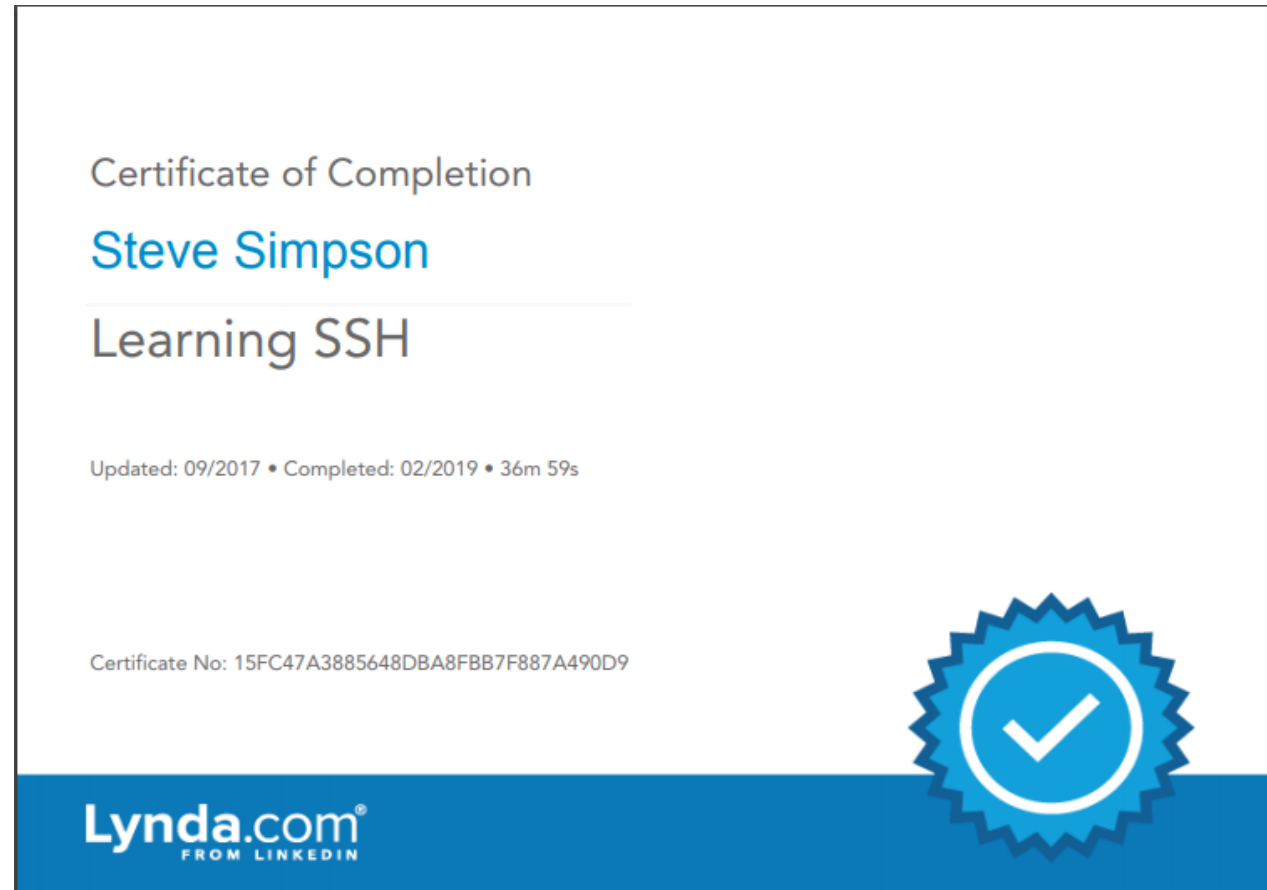 Certificate of Completion
Steve Simpson
Learning SSH
Updated: 09/2017 • Completed: 02/2019 • 36m 59s
Certificate No: 15FC47A3885648DBA8FBB7F887A490D9
Lynda.com®
FROM LINKEDIN